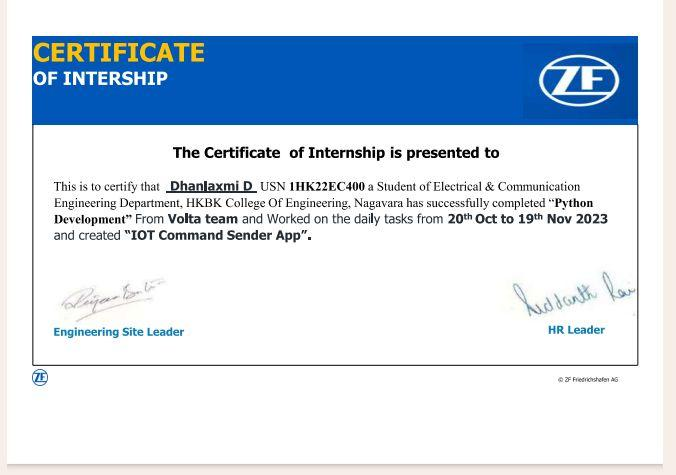 CERTIFICATE
OF INTERSHIP
ZF
The Certificate of Internship is presented to
This is to certify that Dhanlaxmi D USN 1HK22EC400 a Student of Electrical & Communication
Engineering Department, HKBK College Of Engineering, Nagavara has successfully completed “Python
Development” From Volta team and Worked on the daily tasks from 20th Oct to 19th Nov 2023
and created “IOT Command Sender App”.
Siddanth Rai
Engineering Site Leader
HR Leader
ZF
© ZF Friedrichshafen AG